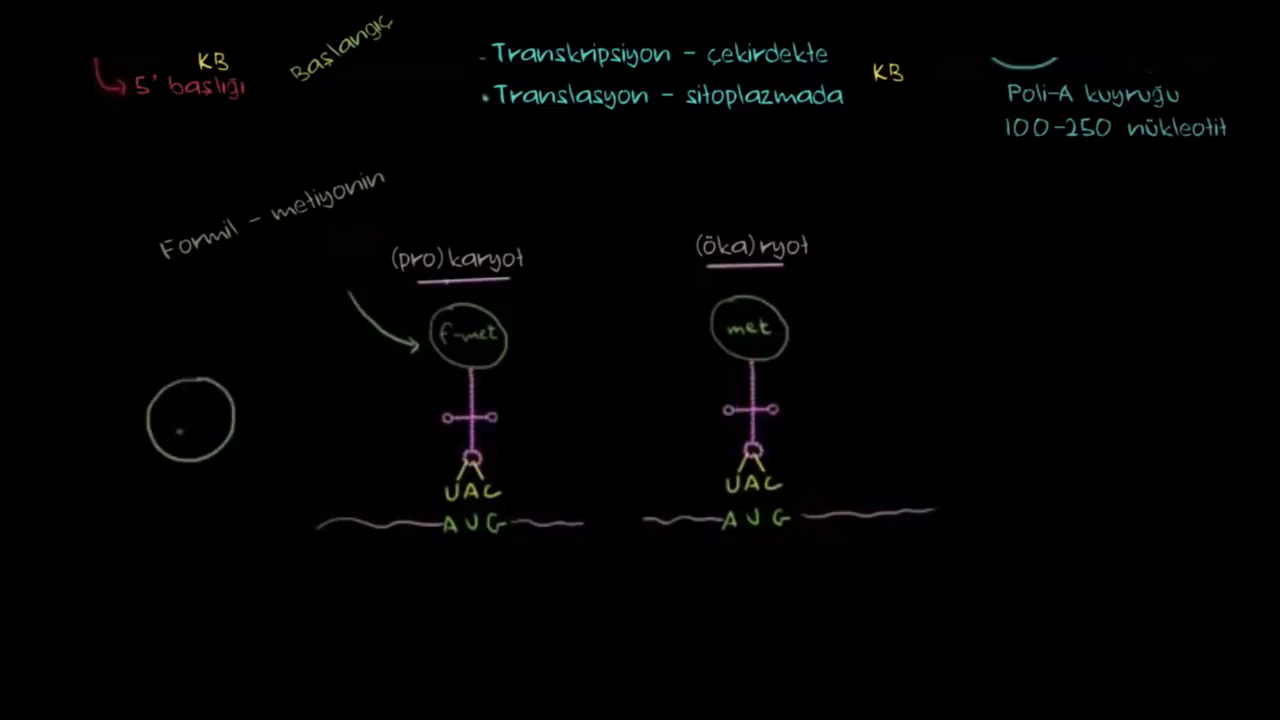 KB
5' başlığı
Başlangıç
- Transkripsiyon - çekirdekte
• Translasyon - sitoplazmada
KB
Poli-A kuyruğu
100-250 nükleotit
Formil - metiyonin
(pro)karyot
(öka)ryot
f-met
met
UAC
UAC
AUG
AUG